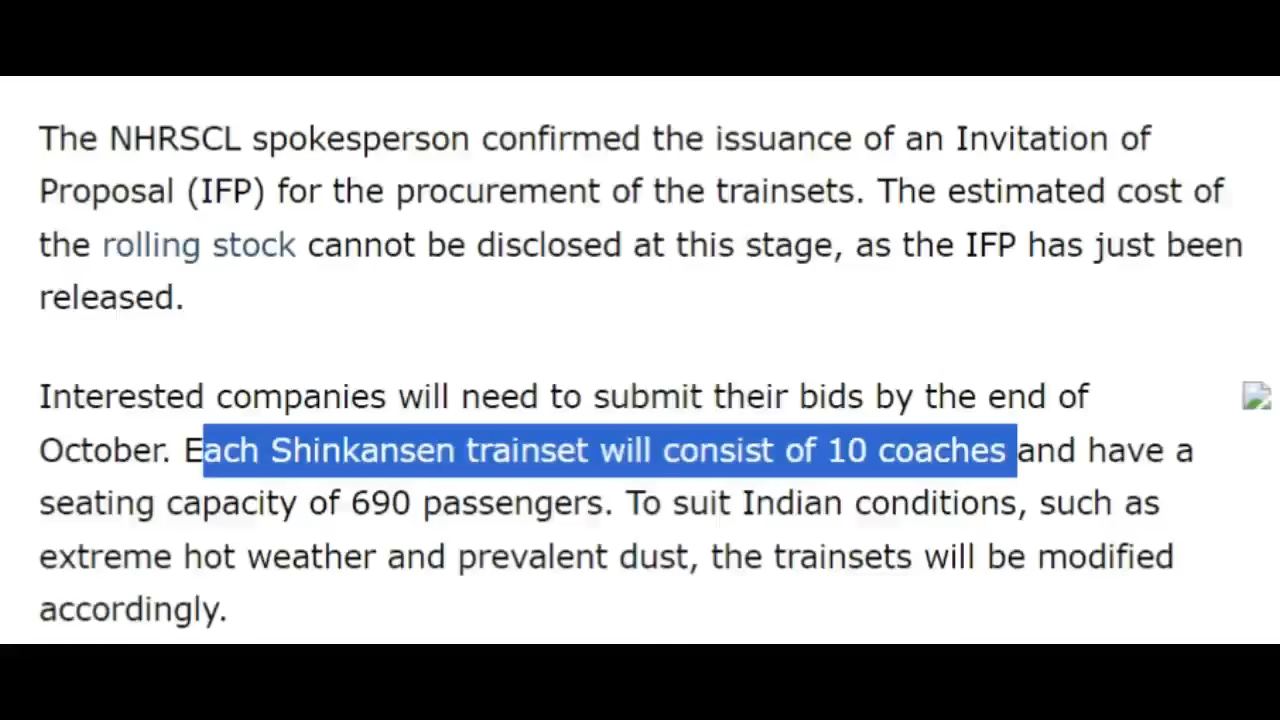 The NHRSCL spokesperson confirmed the issuance of an Invitation of
Proposal (IFP) for the procurement of the trainsets. The estimated cost of
the rolling stock cannot be disclosed at this stage, as the IFP has just been
released.
Interested companies will need to submit their bids by the end of
October. Each Shinkansen trainset will consist of 10 coaches and have a
seating capacity of 690 passengers. To suit Indian conditions, such as
extreme hot weather and prevalent dust, the trainsets will be modified
accordingly.